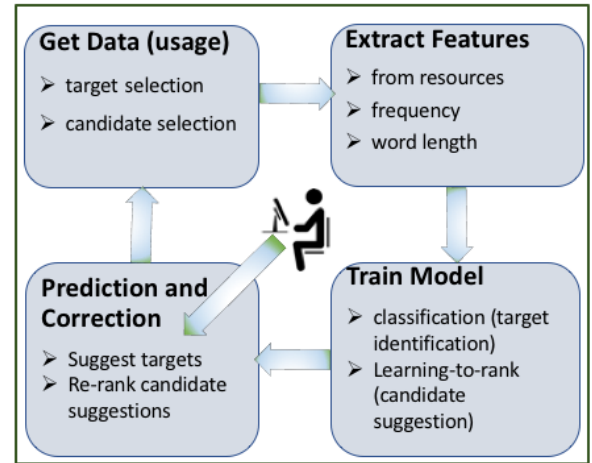 Get Data (usage)
➢ target selection
➢ candidate selection
Extract Features
➢ from resources
➢ frequency
➢ word length
Train Model
➢ classification (target
identification)
➢ Learning-to-rank
(candidate
suggestion)
Prediction and
Correction
➢ Suggest targets
➢ Re-rank candidate
suggestions